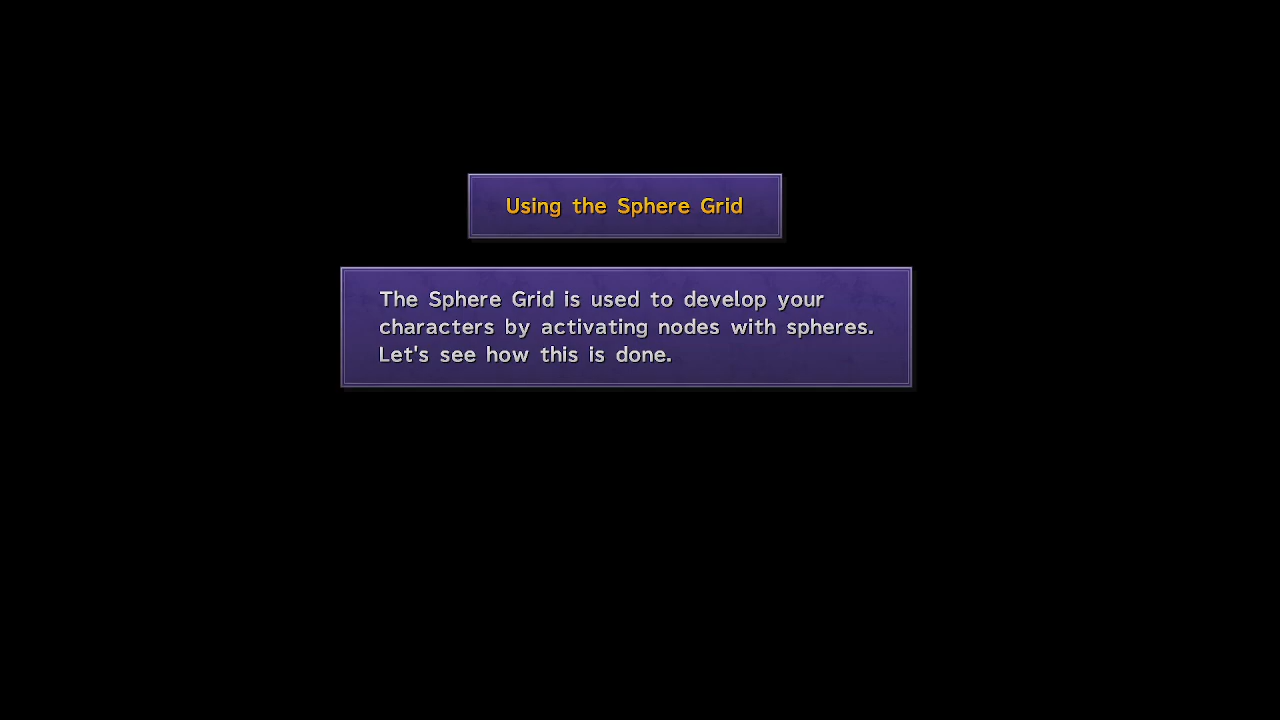 Using the Sphere Grid
The Sphere Grid is used to develop your
characters by activating nodes with spheres.
Let's see how this is done.